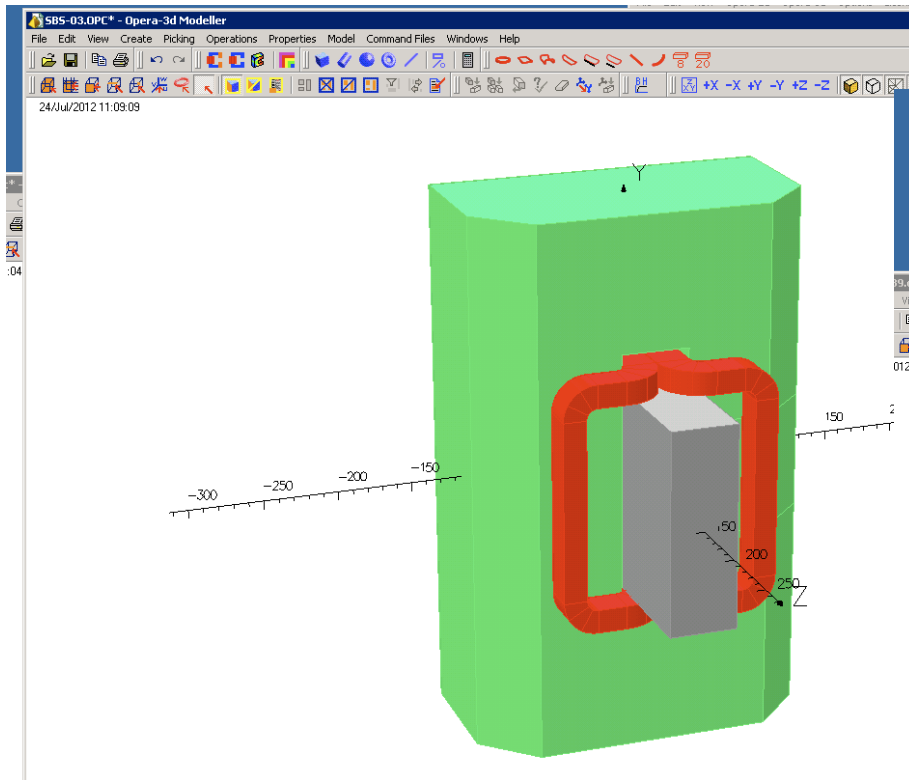 SBS-03.OPC* - Opera-3d Modeller
File Edit View Create Picking Operations Properties Model Command Files Windows Help
+X -X +Y -Y +Z -Z
24/Jul/2012 11:09:09
:04
Y
012
150
-150
-200
-250
-300
200
250
Z